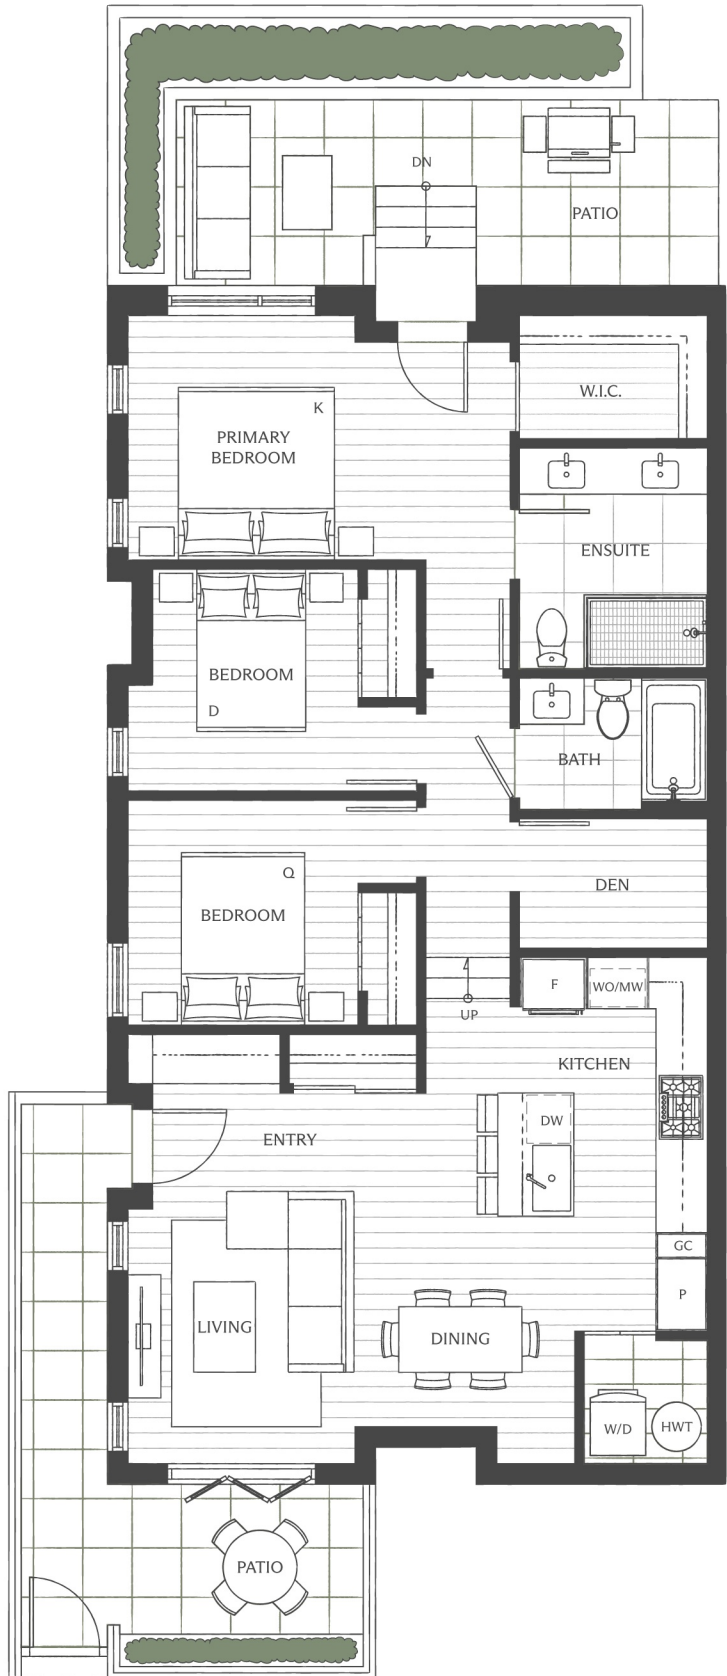 DN
PATIO
W.I.C.
K
PRIMARY
BEDROOM
ENSUITE
BEDROOM
D
BATH
Q
DEN
BEDROOM
F
WO/MW
UP
KITCHEN
DW
ENTRY
GC
P
LIVING
DINING
W/D
HWT
PATIO